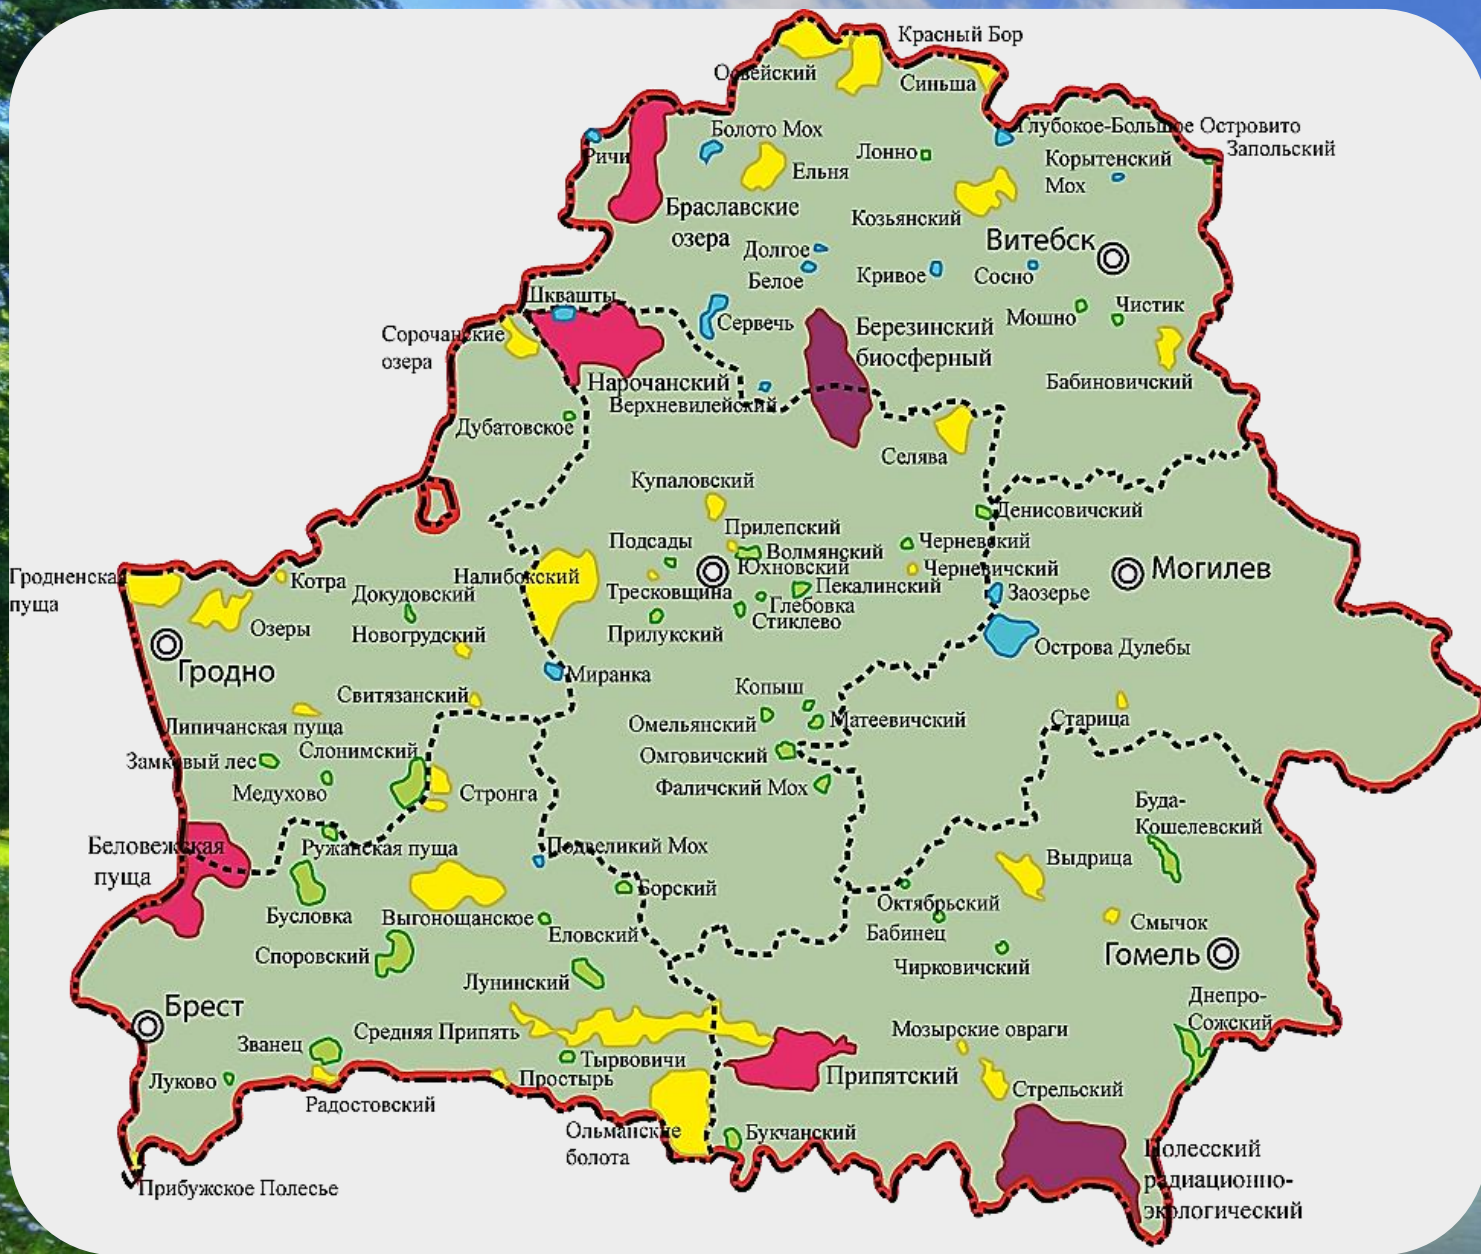 Красный Бор
Освейский
Синьша
Глубокое-Большое Островито
Болото Мох
Ричи
Лонно
Запольский
Корытенский
Мох
Ельня
Браславские
озера
Козьянский
Витебск
Долгое
Белое
Кривое
Сосно
Шквашты
Сервечь
Мошно
Чистик
Сорочанские
озера
Березинский
биосферный
Нарочанский
Бабиновичский
Верхневилейский
Дубатовское
Селява
Купаловский
Денисовичский
Прилепский
Подсады
Волмянский
Черневский
Юхновский
Черневичский
Могилев
Гродненская
пуща
Котра
Налибокский
Докудовский
Тресковщина
Пекалинский
Заозерье
Глебовка
Стиклево
Озеры
Новогрудский
Прилукский
Острова Дулебы
Гродно
Миранка
Свитязанский
Копыш
Омельянский
Матеевичский
Старица
Липичанская пуща
Слонимский
Замковый лес
Омговичский
Медухово
Стронга
Фаличский Мох
Буда-
Кошелевский
Беловежская
пуща
Ружанская пуща
Подвеликий Мох
Выдрица
Борский
Бусловка
Выгонощанское
Октябрьский
Смычок
Еловский
Бабинец
Споровский
Гомель
Чирковичский
Лунинский
Днепро-
Сожский
Брест
Средняя Припять
Мозырские овраги
Званец
Тырвовичи
Луково
Простырь
Припятский
Стрельский
Радостовский
Ольманские
болота
Букчанский
Полесский
радиационно-
экологический
Прибужское Полесье